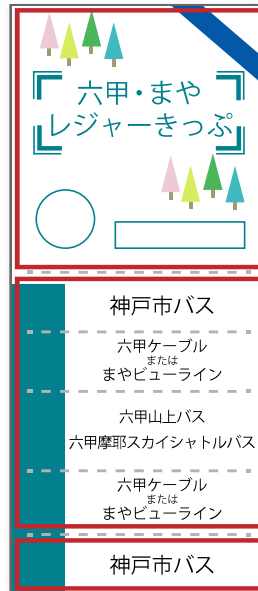 六甲・まや
レジャーきっぷ
神戸市バス
六甲ケーブル
または
まやビューライン
六甲山上バス
六甲摩耶スカイシャトルバス
六甲ケーブル
または
まやビューライン
神戸市バス